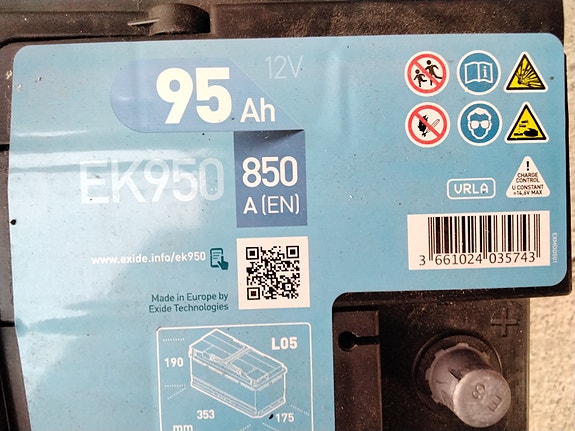 12V
95 Ah
EK950
850
A (EN)
VRLA
!
CHARGE
CONTROL
U CONSTANT
=14,4V MAX
3 661024 035743
www.exide.info/ek950
Made in Europe by
Exide Technologies
L05
190
353
175
mm
+